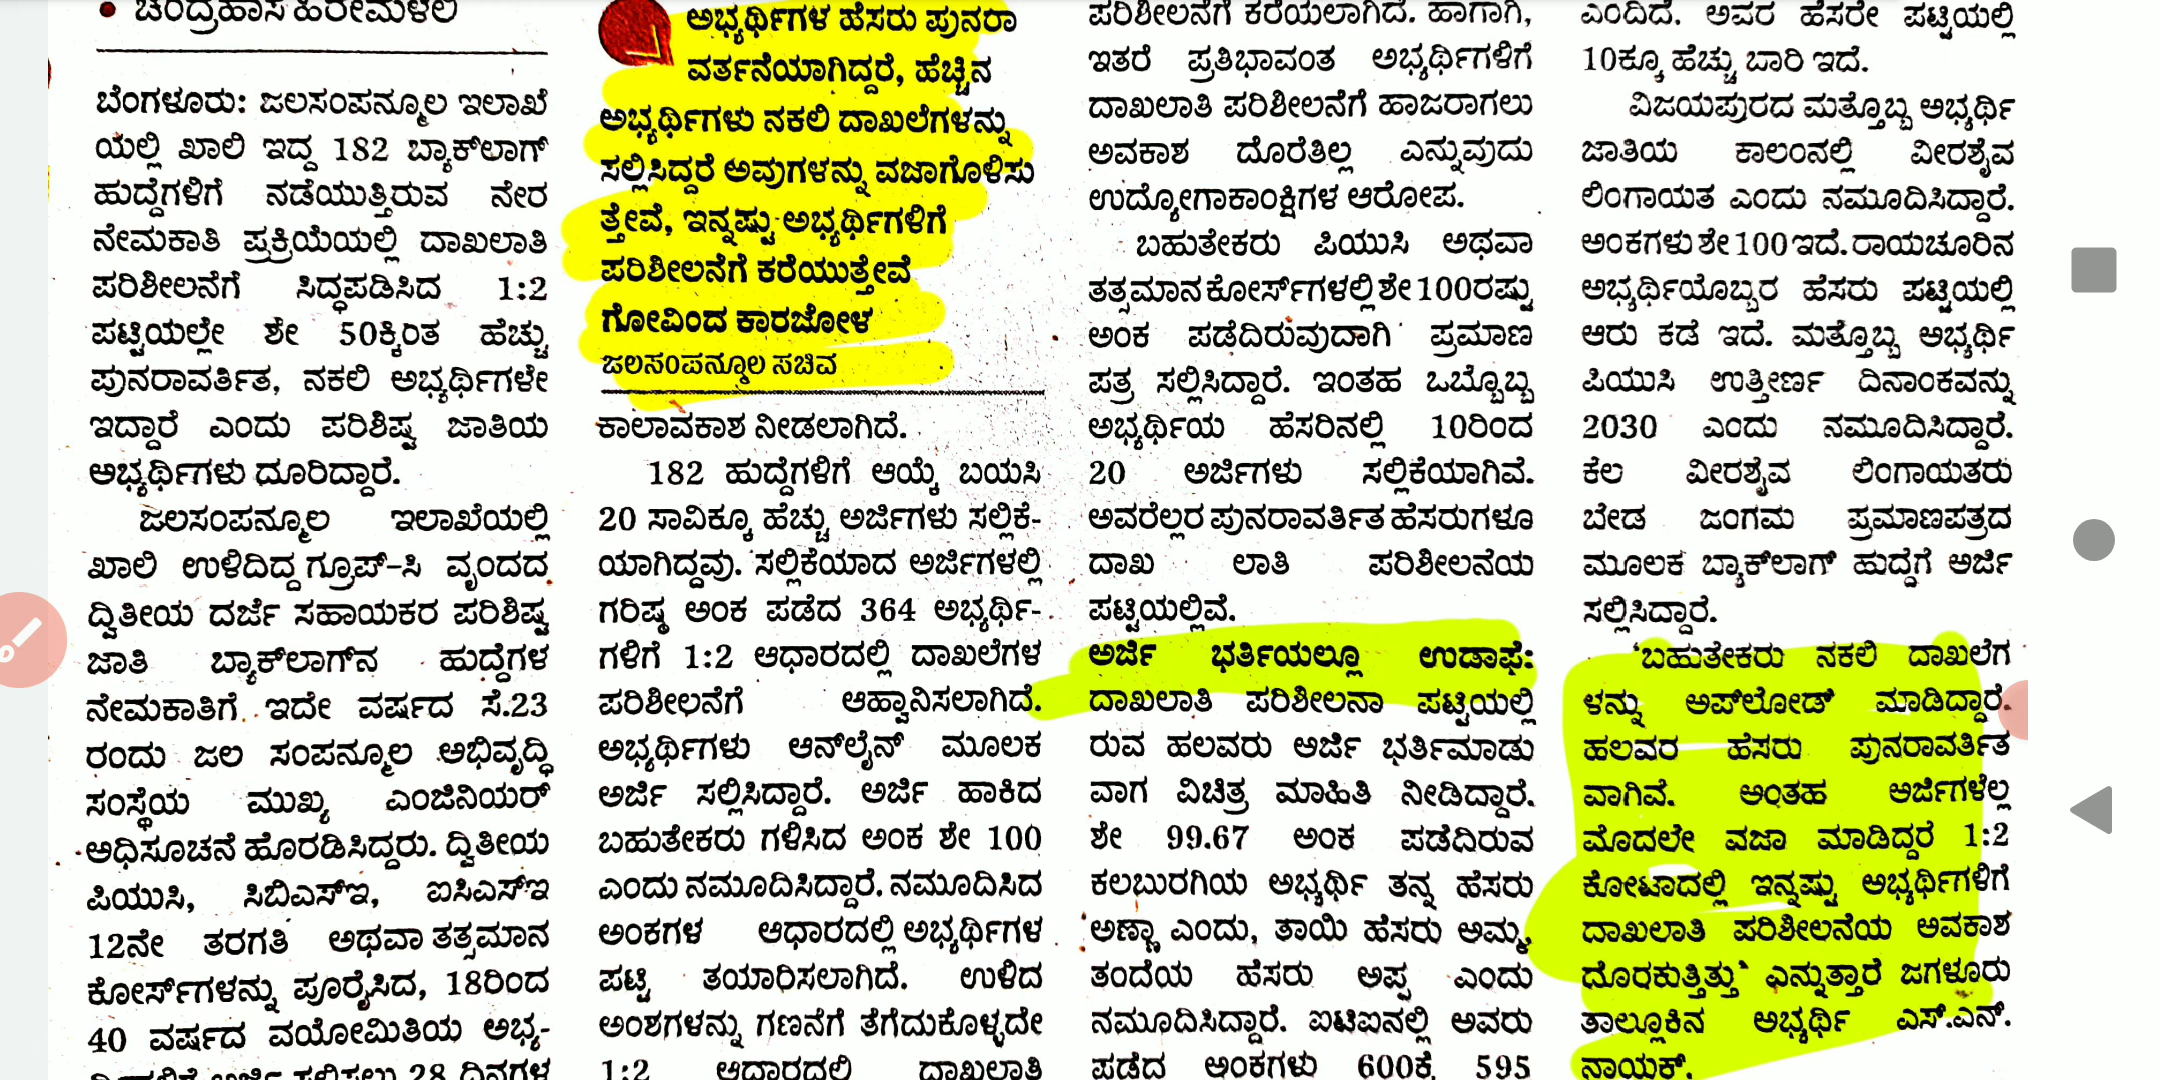 ಚಂದ್ರಹಾಸ ಹಿರೇಮಳಲಿ
ಬೆಂಗಳೂರು: ಜಲಸಂಪನ್ಮೂಲ ಇಲಾಖೆ
ಯಲ್ಲಿ ಖಾಲಿ ಇದ್ದ 182 ಬ್ಯಾಕ್‌ಲಾಗ್
ಹುದ್ದೆಗಳಿಗೆ ನಡೆಯುತ್ತಿರುವ ನೇರ
ನೇಮಕಾತಿ ಪ್ರಕ್ರಿಯೆಯಲ್ಲಿ ದಾಖಲಾತಿ
ಪರಿಶೀಲನೆಗೆ ಸಿದ್ಧಪಡಿಸಿದ 1:2
ಪಟ್ಟಿಯಲ್ಲೇ ಶೇ 50ಕ್ಕಿಂತ ಹೆಚ್ಚು
ಪುನರಾವರ್ತಿತ, ನಕಲಿ ಅಭ್ಯರ್ಥಿಗಳೇ
ಇದ್ದಾರೆ ಎಂದು ಪರಿಶಿಷ್ಟ ಜಾತಿಯ
ಅಭ್ಯರ್ಥಿಗಳು ದೂರಿದ್ದಾರೆ.
ಜಲಸಂಪನ್ಮೂಲ ಇಲಾಖೆಯಲ್ಲಿ
ಖಾಲಿ ಉಳಿದಿದ್ದ ಗ್ರೂಪ್-ಸಿ ವೃಂದದ
ದ್ವಿತೀಯ ದರ್ಜೆ ಸಹಾಯಕರ ಪರಿಶಿಷ್ಟ
ಜಾತಿ ಬ್ಯಾಕ್‌ಲಾಗ್‌ನ ಹುದ್ದೆಗಳ
ನೇಮಕಾತಿಗೆ ಇದೇ ವರ್ಷದ ಸೆ.23
ರಂದು ಜಲ ಸಂಪನ್ಮೂಲ ಅಭಿವೃದ್ಧಿ
ಸಂಸ್ಥೆಯ ಮುಖ್ಯ ಎಂಜಿನಿಯರ್
ಅಧಿಸೂಚನೆ ಹೊರಡಿಸಿದ್ದರು. ದ್ವಿತೀಯ
ಪಿಯುಸಿ, ಸಿಬಿಎಸ್‌ಇ, ಐಸಿಎಸ್‌ಇ
12ನೇ ತರಗತಿ ಅಥವಾ ತತ್ಸಮಾನ
ಕೋರ್ಸ್‌ಗಳನ್ನು ಪೂರೈಸಿದ, 18ರಿಂದ
40 ವರ್ಷದ ವಯೋಮಿತಿಯ ಅಭ್ಯ-
ರ್ಥಿಗಳಿಗೆ ಅರ್ಜಿ ಸಲ್ಲಿಸಲು 28 ದಿನಗಳ
ಅಭ್ಯರ್ಥಿಗಳ ಹೆಸರು ಪುನರಾ
ವರ್ತನೆಯಾಗಿದ್ದರೆ, ಹೆಚ್ಚಿನ
ಅಭ್ಯರ್ಥಿಗಳು ನಕಲಿ ದಾಖಲೆಗಳನ್ನು
ಸಲ್ಲಿಸಿದ್ದರೆ ಅವುಗಳನ್ನು ವಜಾಗೊಳಿಸು
ತ್ತೇವೆ, ಇನ್ನಷ್ಟು ಅಭ್ಯರ್ಥಿಗಳಿಗೆ
ಪರಿಶೀಲನೆಗೆ ಕರೆಯುತ್ತೇವೆ
ಗೋವಿಂದ ಕಾರಜೋಳ
ಜಲಸಂಪನ್ಮೂಲ ಸಚಿವ
ಕಾಲಾವಕಾಶ ನೀಡಲಾಗಿದೆ.
182 ಹುದ್ದೆಗಳಿಗೆ ಆಯ್ಕೆ ಬಯಸಿ
20 ಸಾವಿಕ್ಕೂ ಹೆಚ್ಚು ಅರ್ಜಿಗಳು ಸಲ್ಲಿಕೆ-
ಯಾಗಿದ್ದವು. ಸಲ್ಲಿಕೆಯಾದ ಅರ್ಜಿಗಳಲ್ಲಿ
ಗರಿಷ್ಠ ಅಂಕ ಪಡೆದ 364 ಅಭ್ಯರ್ಥಿ-
ಗಳಿಗೆ 1:2 ಆಧಾರದಲ್ಲಿ ದಾಖಲೆಗಳ
ಪರಿಶೀಲನೆಗೆ ಆಹ್ವಾನಿಸಲಾಗಿದೆ.
ಅಭ್ಯರ್ಥಿಗಳು ಆನ್‌ಲೈನ್ ಮೂಲಕ
ಅರ್ಜಿ ಸಲ್ಲಿಸಿದ್ದಾರೆ. ಅರ್ಜಿ ಹಾಕಿದ
ಬಹುತೇಕರು ಗಳಿಸಿದ ಅಂಕ ಶೇ 100
ಎಂದು ನಮೂದಿಸಿದ್ದಾರೆ. ನಮೂದಿಸಿದ
ಅಂಕಗಳ ಆಧಾರದಲ್ಲಿ ಅಭ್ಯರ್ಥಿಗಳ
ಪಟ್ಟಿ ತಯಾರಿಸಲಾಗಿದೆ. ಉಳಿದ
ಅಂಶಗಳನ್ನು ಗಣನೆಗೆ ತೆಗೆದುಕೊಳ್ಳದೇ
1:2 ಆಧಾರದಲ್ಲಿ ದಾಖಲಾತಿ
ಪರಿಶೀಲನೆಗೆ ಕರೆಯಲಾಗಿದೆ. ಹಾಗಾಗಿ,
ಇತರೆ ಪ್ರತಿಭಾವಂತ ಅಭ್ಯರ್ಥಿಗಳಿಗೆ
ದಾಖಲಾತಿ ಪರಿಶೀಲನೆಗೆ ಹಾಜರಾಗಲು
ಅವಕಾಶ ದೊರೆತಿಲ್ಲ ಎನ್ನುವುದು
ಉದ್ಯೋಗಾಕಾಂಕ್ಷಿಗಳ ಆರೋಪ.
ಬಹುತೇಕರು ಪಿಯುಸಿ ಅಥವಾ
ತತ್ಸಮಾನ ಕೋರ್ಸ್‌ಗಳಲ್ಲಿ ಶೇ 100ರಷ್ಟು
ಅಂಕ ಪಡೆದಿರುವುದಾಗಿ ಪ್ರಮಾಣ
ಪತ್ರ ಸಲ್ಲಿಸಿದ್ದಾರೆ. ಇಂತಹ ಒಬ್ಬೊಬ್ಬ
ಅಭ್ಯರ್ಥಿಯ ಹೆಸರಿನಲ್ಲಿ 10ರಿಂದ
20 ಅರ್ಜಿಗಳು ಸಲ್ಲಿಕೆಯಾಗಿವೆ.
ಅವರೆಲ್ಲರ ಪುನರಾವರ್ತಿತ ಹೆಸರುಗಳೂ
ದಾಖ ಲಾತಿ ಪರಿಶೀಲನೆಯ
ಪಟ್ಟಿಯಲ್ಲಿವೆ.
ಅರ್ಜಿ ಭರ್ತಿಯಲ್ಲೂ ಉಡಾಫೆ:
ದಾಖಲಾತಿ ಪರಿಶೀಲನಾ ಪಟ್ಟಿಯಲ್ಲಿ
ರುವ ಹಲವರು ಅರ್ಜಿ ಭರ್ತಿಮಾಡು
ವಾಗ ವಿಚಿತ್ರ ಮಾಹಿತಿ ನೀಡಿದ್ದಾರೆ.
ಶೇ 99.67 ಅಂಕ ಪಡೆದಿರುವ
ಕಲಬುರಗಿಯ ಅಭ್ಯರ್ಥಿ ತನ್ನ ಹೆಸರು
ಅಣ್ಣಾ ಎಂದು, ತಾಯಿ ಹೆಸರು ಅಮ್ಮ,
ತಂದೆಯ ಹೆಸರು ಅಪ್ಪ ಎಂದು
ನಮೂದಿಸಿದ್ದಾರೆ. ಐಟಿಐನಲ್ಲಿ ಅವರು
ಪಡೆದ ಅಂಕಗಳು 600ಕ್ಕೆ 595
ಎಂದಿದೆ. ಅವರ ಹೆಸರೇ ಪಟ್ಟಿಯಲ್ಲಿ
10ಕ್ಕೂ ಹೆಚ್ಚು ಬಾರಿ ಇದೆ.
ವಿಜಯಪುರದ ಮತ್ತೊಬ್ಬ ಅಭ್ಯರ್ಥಿ
ಜಾತಿಯ ಕಾಲಂನಲ್ಲಿ ವೀರಶೈವ
ಲಿಂಗಾಯತ ಎಂದು ನಮೂದಿಸಿದ್ದಾರೆ.
ಅಂಕಗಳು ಶೇ 100 ಇದೆ. ರಾಯಚೂರಿನ
ಅಭ್ಯರ್ಥಿಯೊಬ್ಬರ ಹೆಸರು ಪಟ್ಟಿಯಲ್ಲಿ
ಆರು ಕಡೆ ಇದೆ. ಮತ್ತೊಬ್ಬ ಅಭ್ಯರ್ಥಿ
ಪಿಯುಸಿ ಉತ್ತೀರ್ಣ ದಿನಾಂಕವನ್ನು
2030 ಎಂದು ನಮೂದಿಸಿದ್ದಾರೆ.
ಕೆಲ ವೀರಶೈವ ಲಿಂಗಾಯತರು
ಬೇಡ ಜಂಗಮ ಪ್ರಮಾಣಪತ್ರದ
ಮೂಲಕ ಬ್ಯಾಕ್‌ಲಾಗ್ ಹುದ್ದೆಗೆ ಅರ್ಜಿ
ಸಲ್ಲಿಸಿದ್ದಾರೆ.
'ಬಹುತೇಕರು ನಕಲಿ ದಾಖಲೆಗ
ಳನ್ನು ಅಪ್‌ಲೋಡ್ ಮಾಡಿದ್ದಾರೆ.
ಹಲವರ ಹೆಸರು ಪುನರಾವರ್ತಿತ
ವಾಗಿವೆ. ಅಂತಹ ಅರ್ಜಿಗಳೆಲ್ಲ
ಮೊದಲೇ ವಜಾ ಮಾಡಿದ್ದರೆ 1:2
ಕೋಟಾದಲ್ಲಿ ಇನ್ನಷ್ಟು ಅಭ್ಯರ್ಥಿಗಳಿಗೆ
ದಾಖಲಾತಿ ಪರಿಶೀಲನೆಯ ಅವಕಾಶ
ದೊರಕುತ್ತಿತ್ತು' ಎನ್ನುತ್ತಾರೆ ಜಗಳೂರು
ತಾಲ್ಲೂಕಿನ ಅಭ್ಯರ್ಥಿ ಎಸ್.ಎನ್.
ನಾಯಕ್.